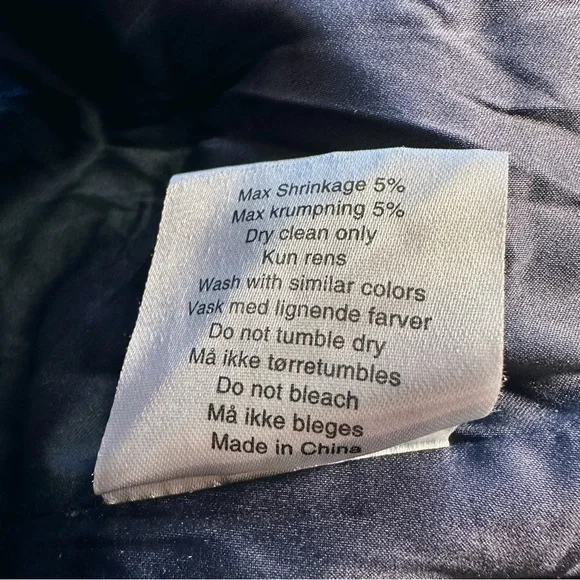 Max Shrinkage 5%
Max krumpning 5%
Dry clean only
Kun rens
Wash with similar colors
Vask med lignende farver
Do not tumble dry
Må ikke tørretumbles
Do not bleach
Må ikke bleges
Made in China